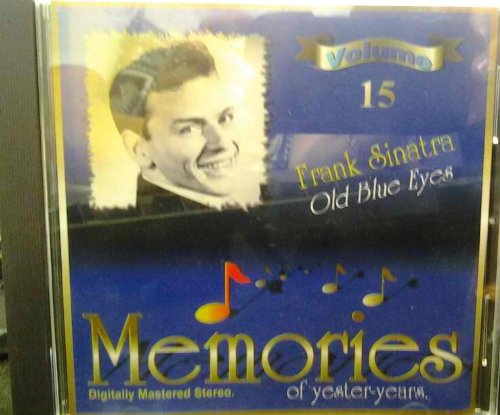 Volume
15
Frank Sinatra
Old Blue Eyes
Memories
Digitally Mastered Stereo.
of yester-years.